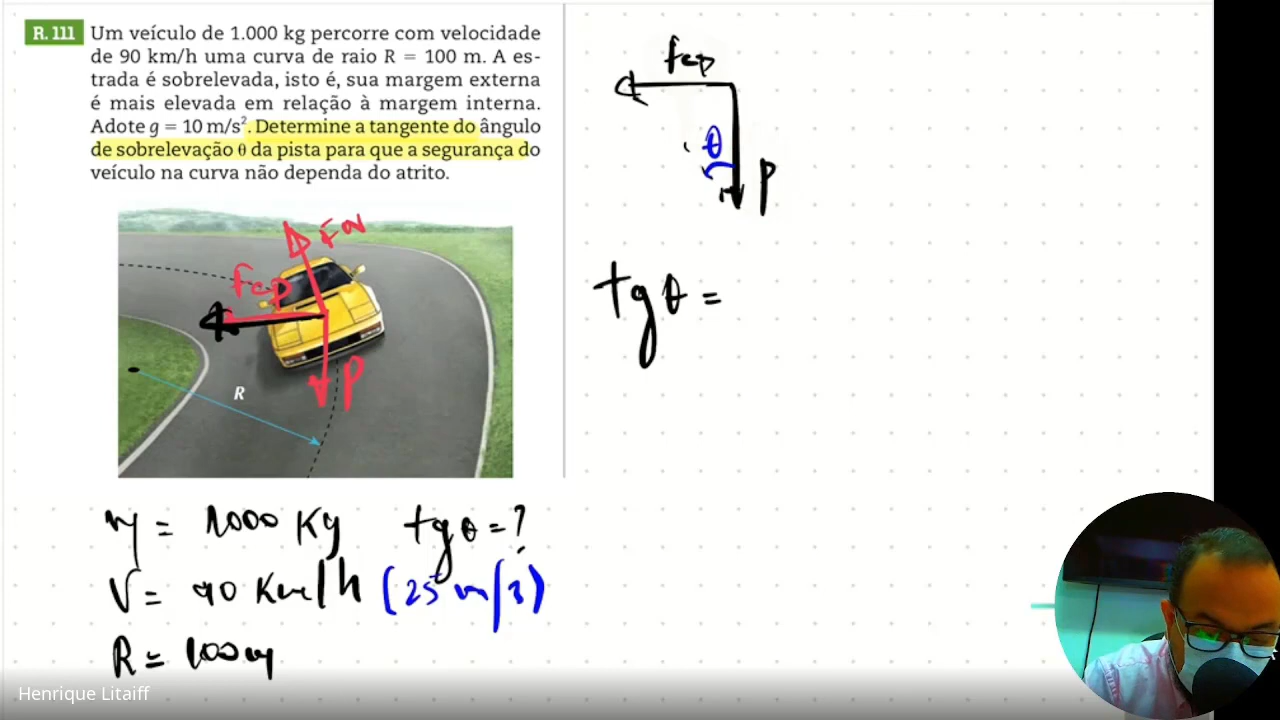 R. 111 Um veículo de 1.000 kg percorre com velocidade
de 90 km/h uma curva de raio R = 100 m. A es-
trada é sobrelevada, isto é, sua margem externa
é mais elevada em relação à margem interna.
Adote g = 10 m/s². Determine a tangente do ângulo
de sobrelevação θ da pista para que a segurança do
veículo na curva não dependa do atrito.
FN
Fcp
P
R
m = 1000 Kg tgθ = ?
V = 90 Km/h (25 m/s)
R = 100m
Fcp
θ
P
tgθ =
Henrique Litaiff